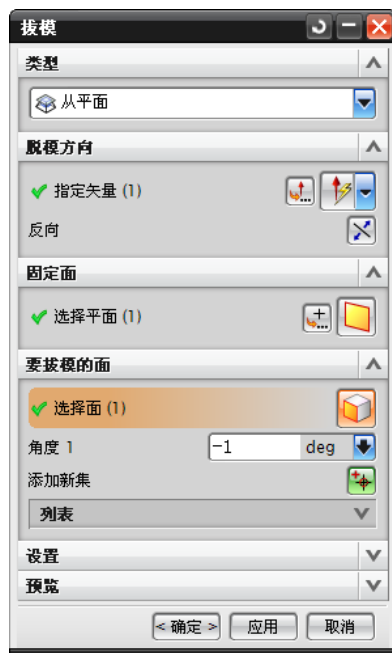 拔模
类型
从平面
脱模方向
指定矢量 (1)
反向
固定面
选择平面 (1)
要拔模的面
选择面 (1)
角度 1 -1 deg
添加新集
列表
设置
预览
< 确定 > 应用 取消